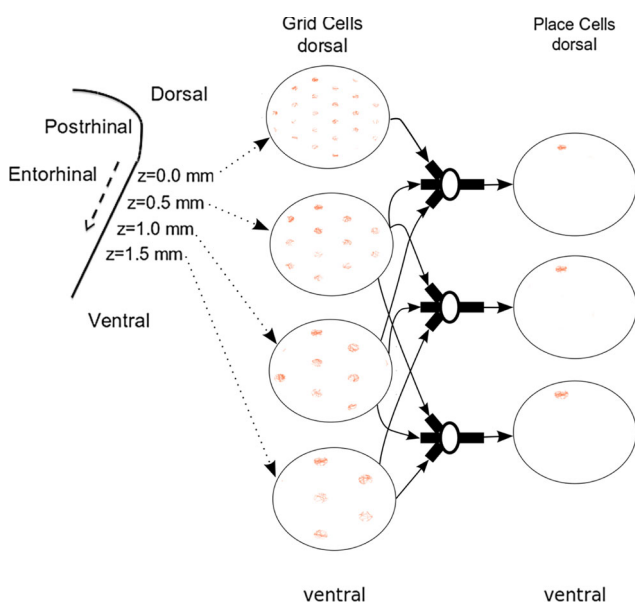 Grid Cells
dorsal
Place Cells
dorsal
Dorsal
Postrhinal
Entorhinal
z=0.0 mm
z=0.5 mm
z=1.0 mm
z=1.5 mm
Ventral
ventral
ventral